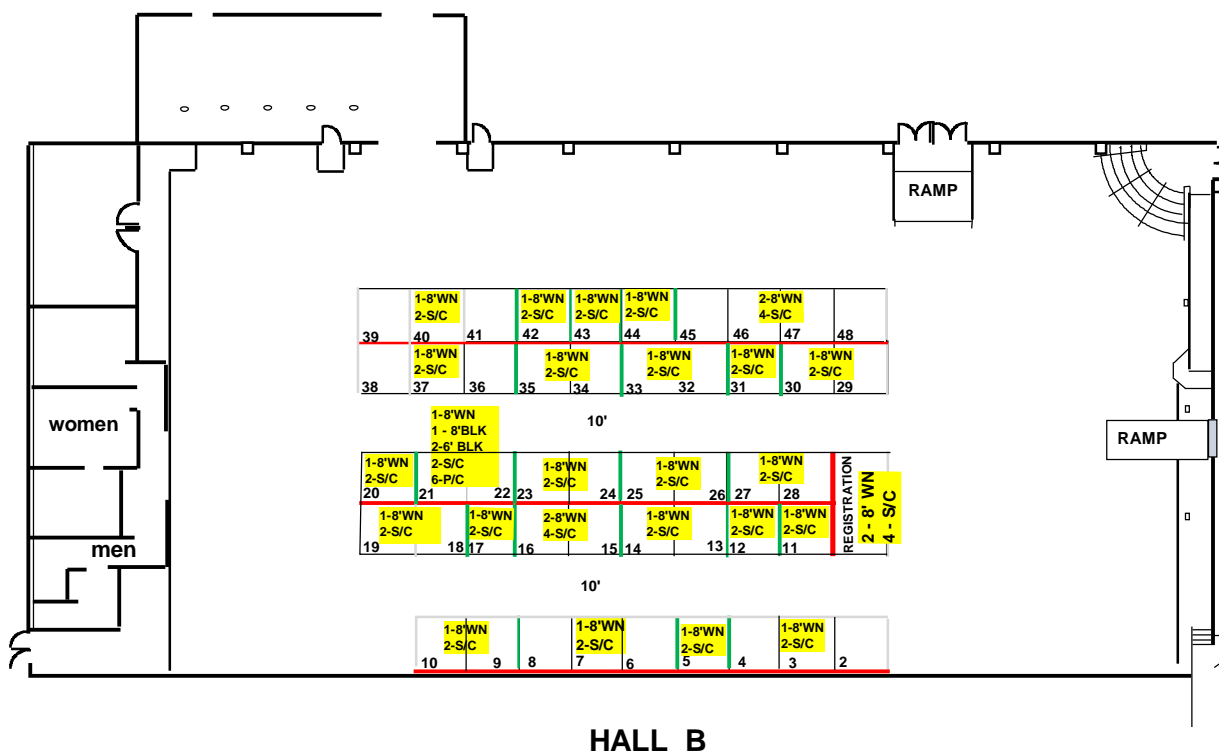 RAMP
1-8'WN
2-S/C
1-8'WN
2-S/C
1-8'WN
2-S/C
1-8'WN
2-S/C
2-8'WN
4-S/C
39 40 41 42 43 44 45 46 47 48
1-8'WN
2-S/C
1-8'WN
2-S/C
1-8'WN
2-S/C
1-8'WN
2-S/C
1-8'WN
2-S/C
38 37 36 35 34 33 32 31 30 29
women
10'
RAMP
1-8'WN
2-S/C
1-8'WN
1 - 8'BLK
2-6' BLK
2-S/C
6-P/C
1-8'WN
2-S/C
1-8'WN
2-S/C
1-8'WN
2-S/C
20 21 22 23 24 25 26 27 28
REGISTRATION
2 - 8' WN
4 - S/C
1-8'WN
2-S/C
1-8'WN
2-S/C
2-8'WN
4-S/C
1-8'WN
2-S/C
1-8'WN
2-S/C
1-8'WN
2-S/C
19 18 17 16 15 14 13 12 11
men
10'
1-8'WN
2-S/C
1-8'WN
2-S/C
1-8'WN
2-S/C
1-8'WN
2-S/C
10 9 8 7 6 5 4 3 2
HALL B